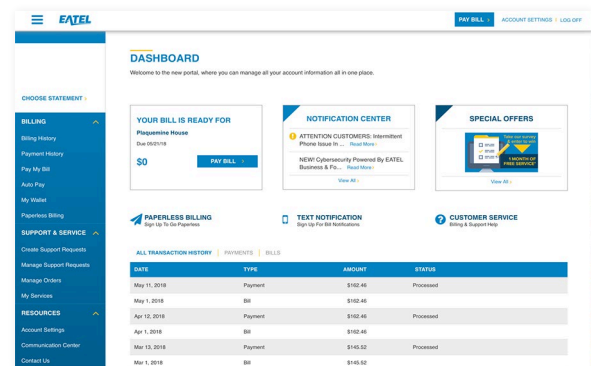 EATEL
PAY BILL ›
ACCOUNT SETTINGS | LOG OFF
CHOOSE STATEMENT ›
BILLING
Billing History
Payment History
Pay My Bill
Auto Pay
My Wallet
Paperless Billing
SUPPORT & SERVICE
Create Support Requests
Manage Support Requests
Manage Orders
My Services
RESOURCES
Account Settings
Communication Center
Contact Us
DASHBOARD
Welcome to the new portal, where you can manage all your account information all in one place.
YOUR BILL IS READY FOR
Plaquemine House
Due 05/21/18
$0
PAY BILL ›
NOTIFICATION CENTER
ATTENTION CUSTOMERS: Intermittent
Phone Issue In ... Read More ›
NEW! Cybersecurity Powered By EATEL
Business & Fo... Read More ›
View All ›
SPECIAL OFFERS
Take our survey
& enter to win
1 MONTH OF
FREE SERVICE*
View All ›
PAPERLESS BILLING
Sign Up To Go Paperless
TEXT NOTIFICATION
Sign Up For Bill Notifications
CUSTOMER SERVICE
Billing & Support Help
ALL TRANSACTION HISTORY | PAYMENTS | BILLS
DATE TYPE AMOUNT STATUS
May 11, 2018 Payment $162.46 Processed
May 1, 2018 Bill $162.46
Apr 12, 2018 Payment $162.46 Processed
Apr 1, 2018 Bill $162.46
Mar 13, 2018 Payment $145.52 Processed
Mar 1, 2018 Bill $145.52